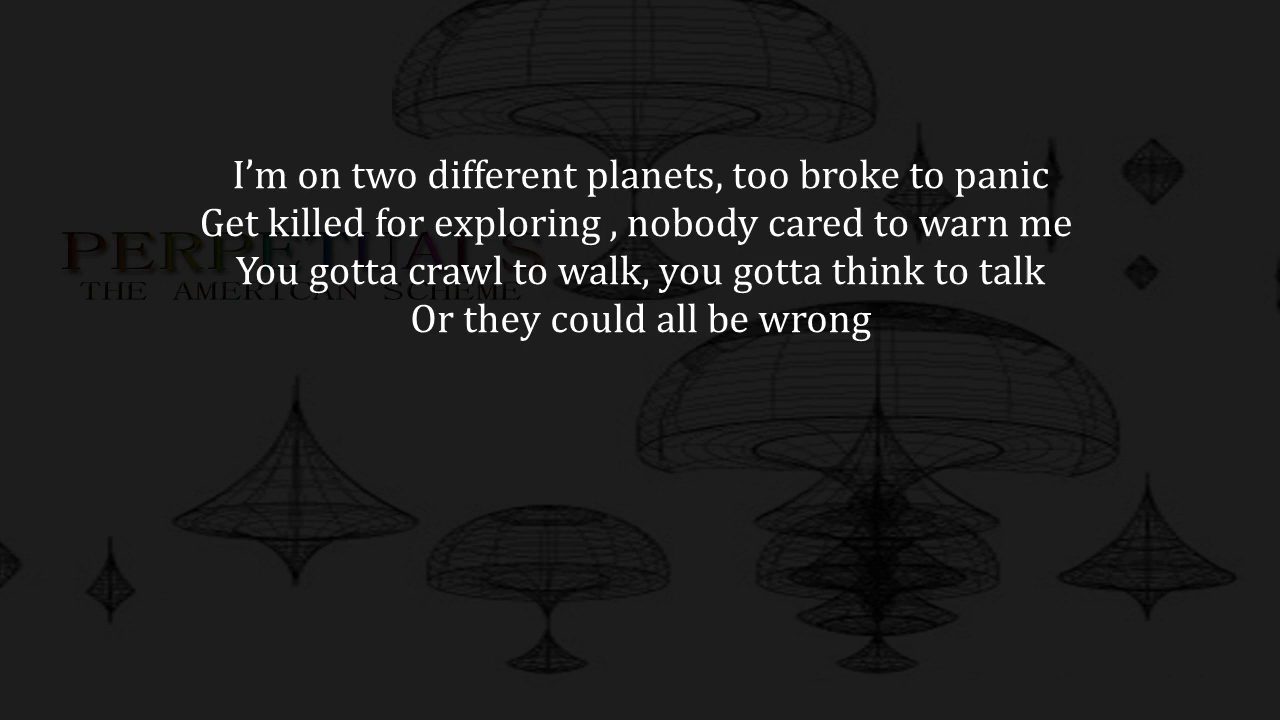 I’m on two different planets, too broke to panic
Get killed for exploring , nobody cared to warn me
PERPETUALS
THE AMERICAN SCHEME
You gotta crawl to walk, you gotta think to talk
Or they could all be wrong